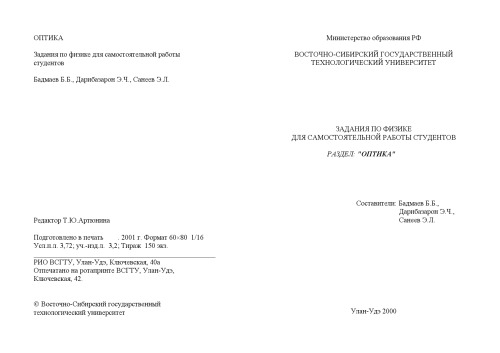 ОПТИКА
Задания по физике для самостоятельной работы
студентов
Бадмаев Б.Б., Дарибазарон Э.Ч., Санеев Э.Л.
Редактор Т.Ю.Артюнина
Подготовлено в печать . 2001 г. Формат 60×80 1/16
Усл.п.л. 3,72; уч.-изд.л. 3,2; Тираж 150 экз.
РИО ВСГТУ, Улан-Удэ, Ключевская, 40а
Отпечатано на ротапринте ВСГТУ, Улан-Удэ,
Ключевская, 42.
© Восточно-Сибирский государственный
технологический университет
Министерство образования РФ
ВОСТОЧНО-СИБИРСКИЙ ГОСУДАРСТВЕННЫЙ
ТЕХНОЛОГИЧЕСКИЙ УНИВЕРСИТЕТ
ЗАДАНИЯ ПО ФИЗИКЕ
ДЛЯ САМОСТОЯТЕЛЬНОЙ РАБОТЫ СТУДЕНТОВ
РАЗДЕЛ: "ОПТИКА"
Составители: Бадмаев Б.Б.,
Дарибазарон Э.Ч.,
Санеев Э.Л.
Улан-Удэ 2000